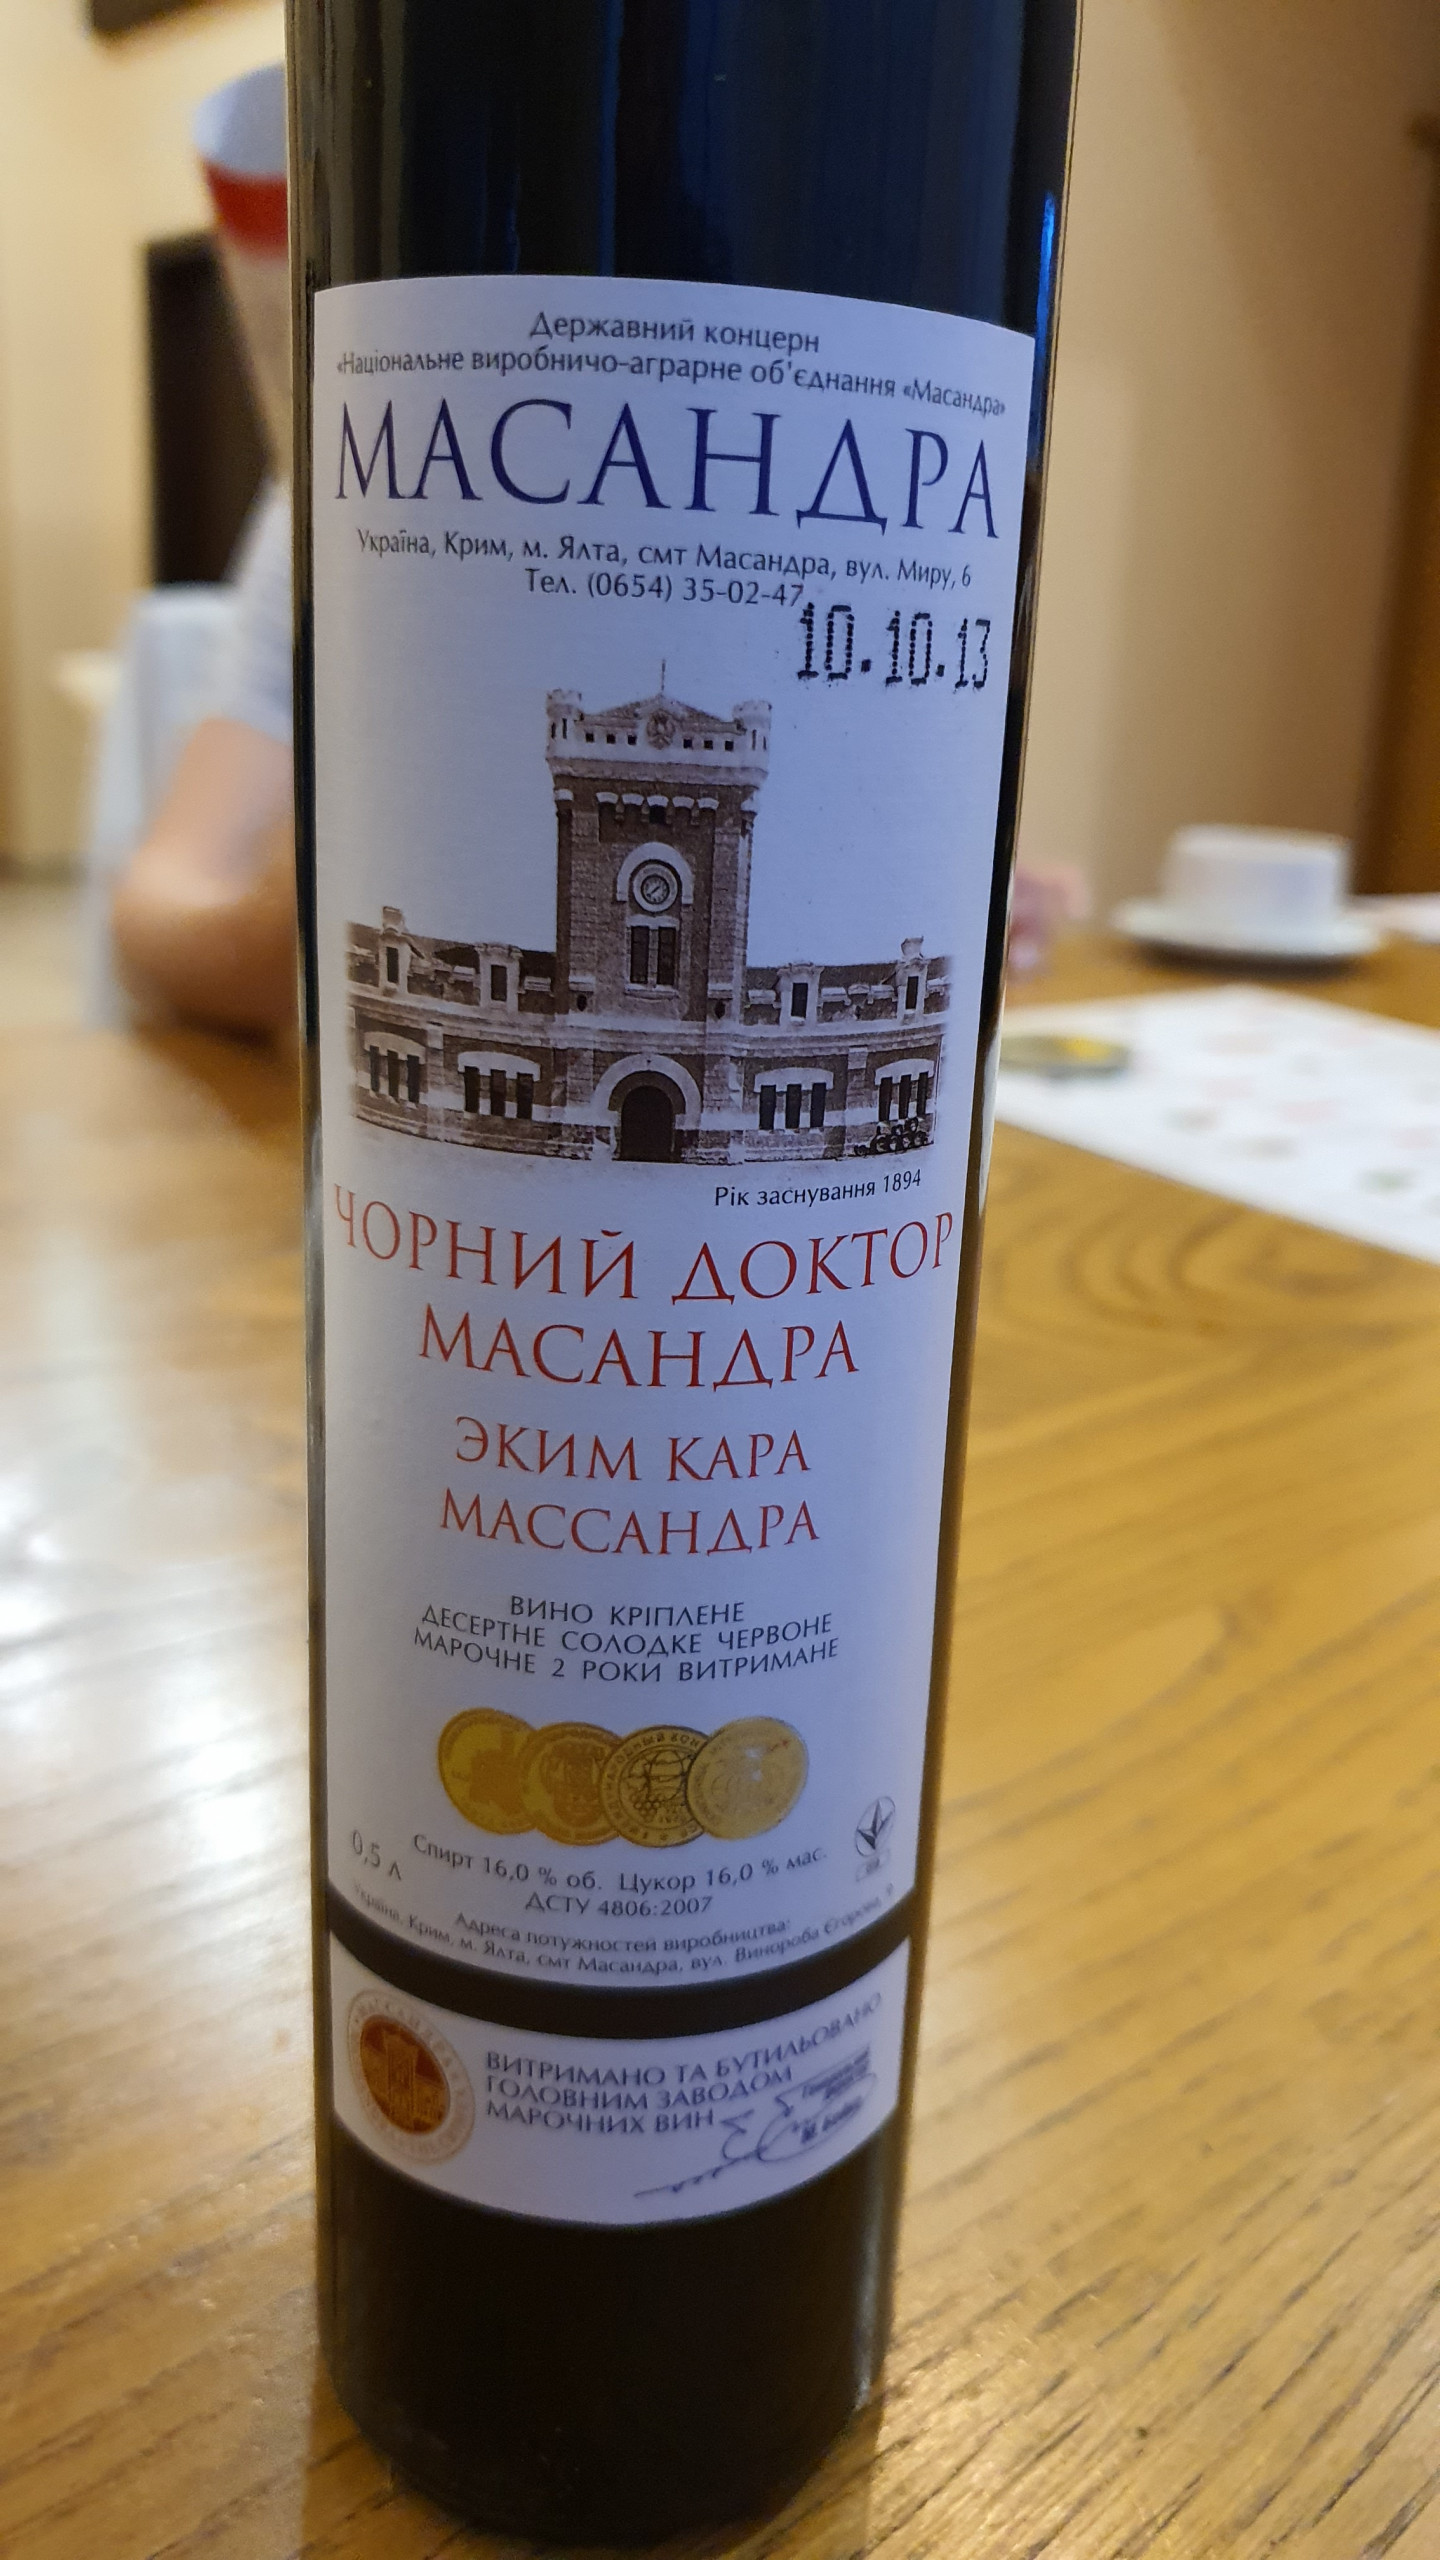 Державний концерн
«Національне виробничо-аграрне об'єднання «Масандра»
МАСАНДРА
Україна, Крим, м. Ялта, смт Масандра, вул. Миру, 6
Тел. (0654) 35-02-47
10.10.13
Рік заснування 1894
ЧОРНИЙ ДОКТОР
МАСАНДРА
ЭКИМ КАРА
МАССАНДРА
ВИНО КРІПЛЕНЕ
ДЕСЕРТНЕ СОЛОДКЕ ЧЕРВОНЕ
МАРОЧНЕ 2 РОКИ ВИТРИМАНЕ
0,5 л
Спирт 16,0 % об. Цукор 16,0 % мас.
ДСТУ 4806:2007
Адреса потужностей виробництва:
Україна, Крим, м. Ялта, смт Масандра, вул. Винороба Єгорова, 9
ВИТРИМАНО ТА БУТИЛЬОВАНО
ГОЛОВНИМ ЗАВОДОМ
МАРОЧНИХ ВИН